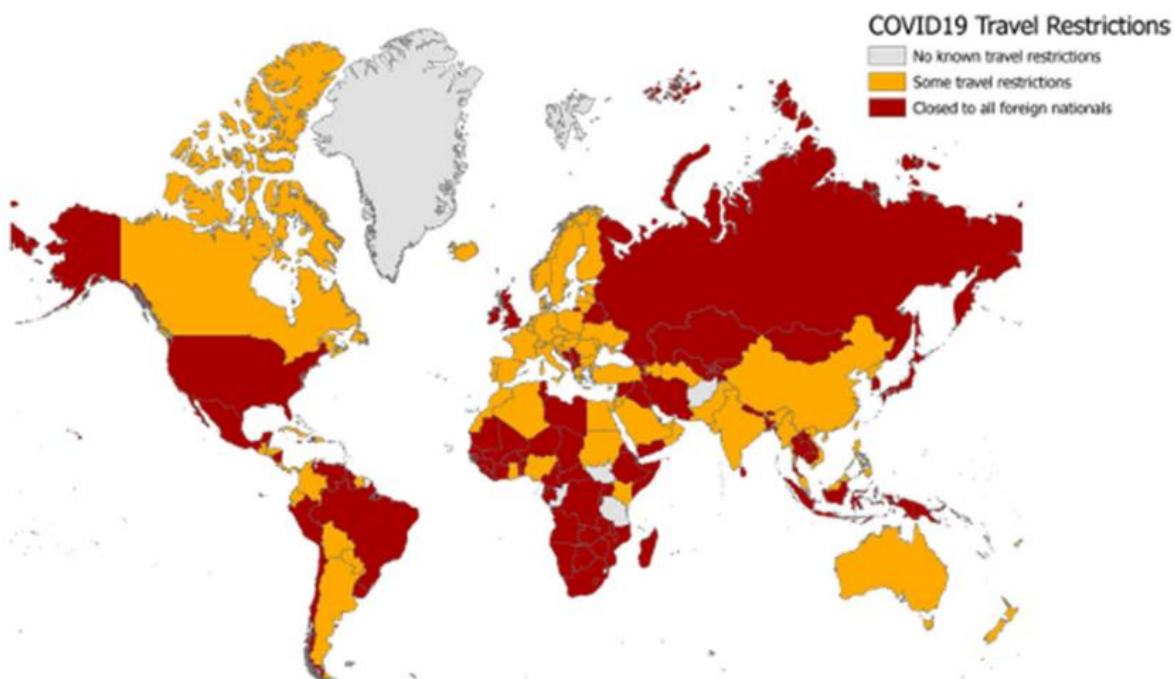 COVID19 Travel Restrictions
No known travel restrictions
Some travel restrictions
Closed to all foreign nationals